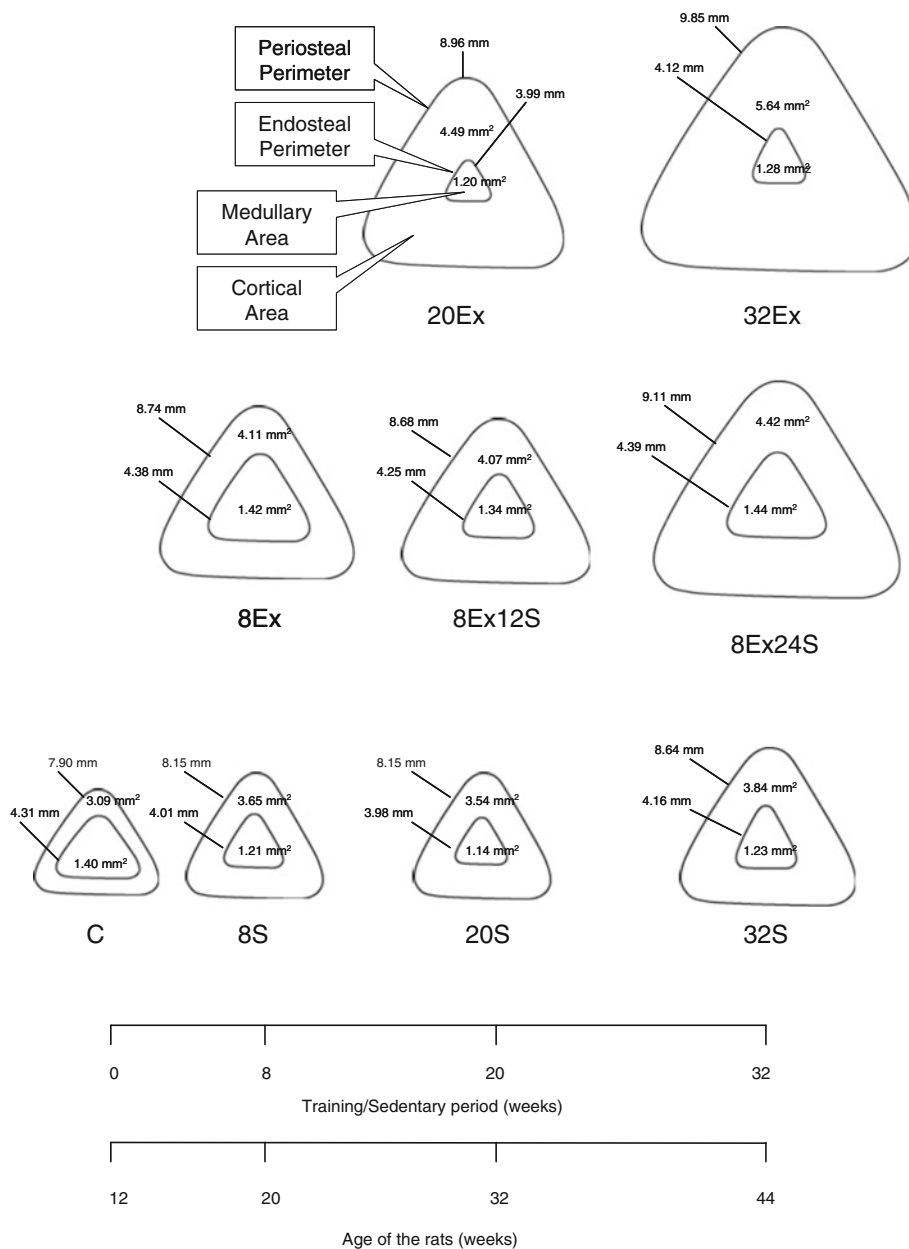 Periosteal
Perimeter
Endosteal
Perimeter
Medullary
Area
Cortical
Area
8.96 mm
3.99 mm
4.49 mm²
1.20 mm²
20Ex
9.85 mm
4.12 mm
5.64 mm²
1.28 mm²
32Ex
8.74 mm
4.11 mm²
4.38 mm
1.42 mm²
8Ex
8.68 mm
4.07 mm²
4.25 mm
1.34 mm²
8Ex12S
9.11 mm
4.42 mm²
4.39 mm
1.44 mm²
8Ex24S
7.90 mm
3.09 mm²
4.31 mm
1.40 mm²
C
8.15 mm
3.65 mm²
4.01 mm
1.21 mm²
8S
8.15 mm
3.54 mm²
3.98 mm
1.14 mm²
20S
8.64 mm
3.84 mm²
4.16 mm
1.23 mm²
32S
0 8 20 32
Training/Sedentary period (weeks)
12 20 32 44
Age of the rats (weeks)